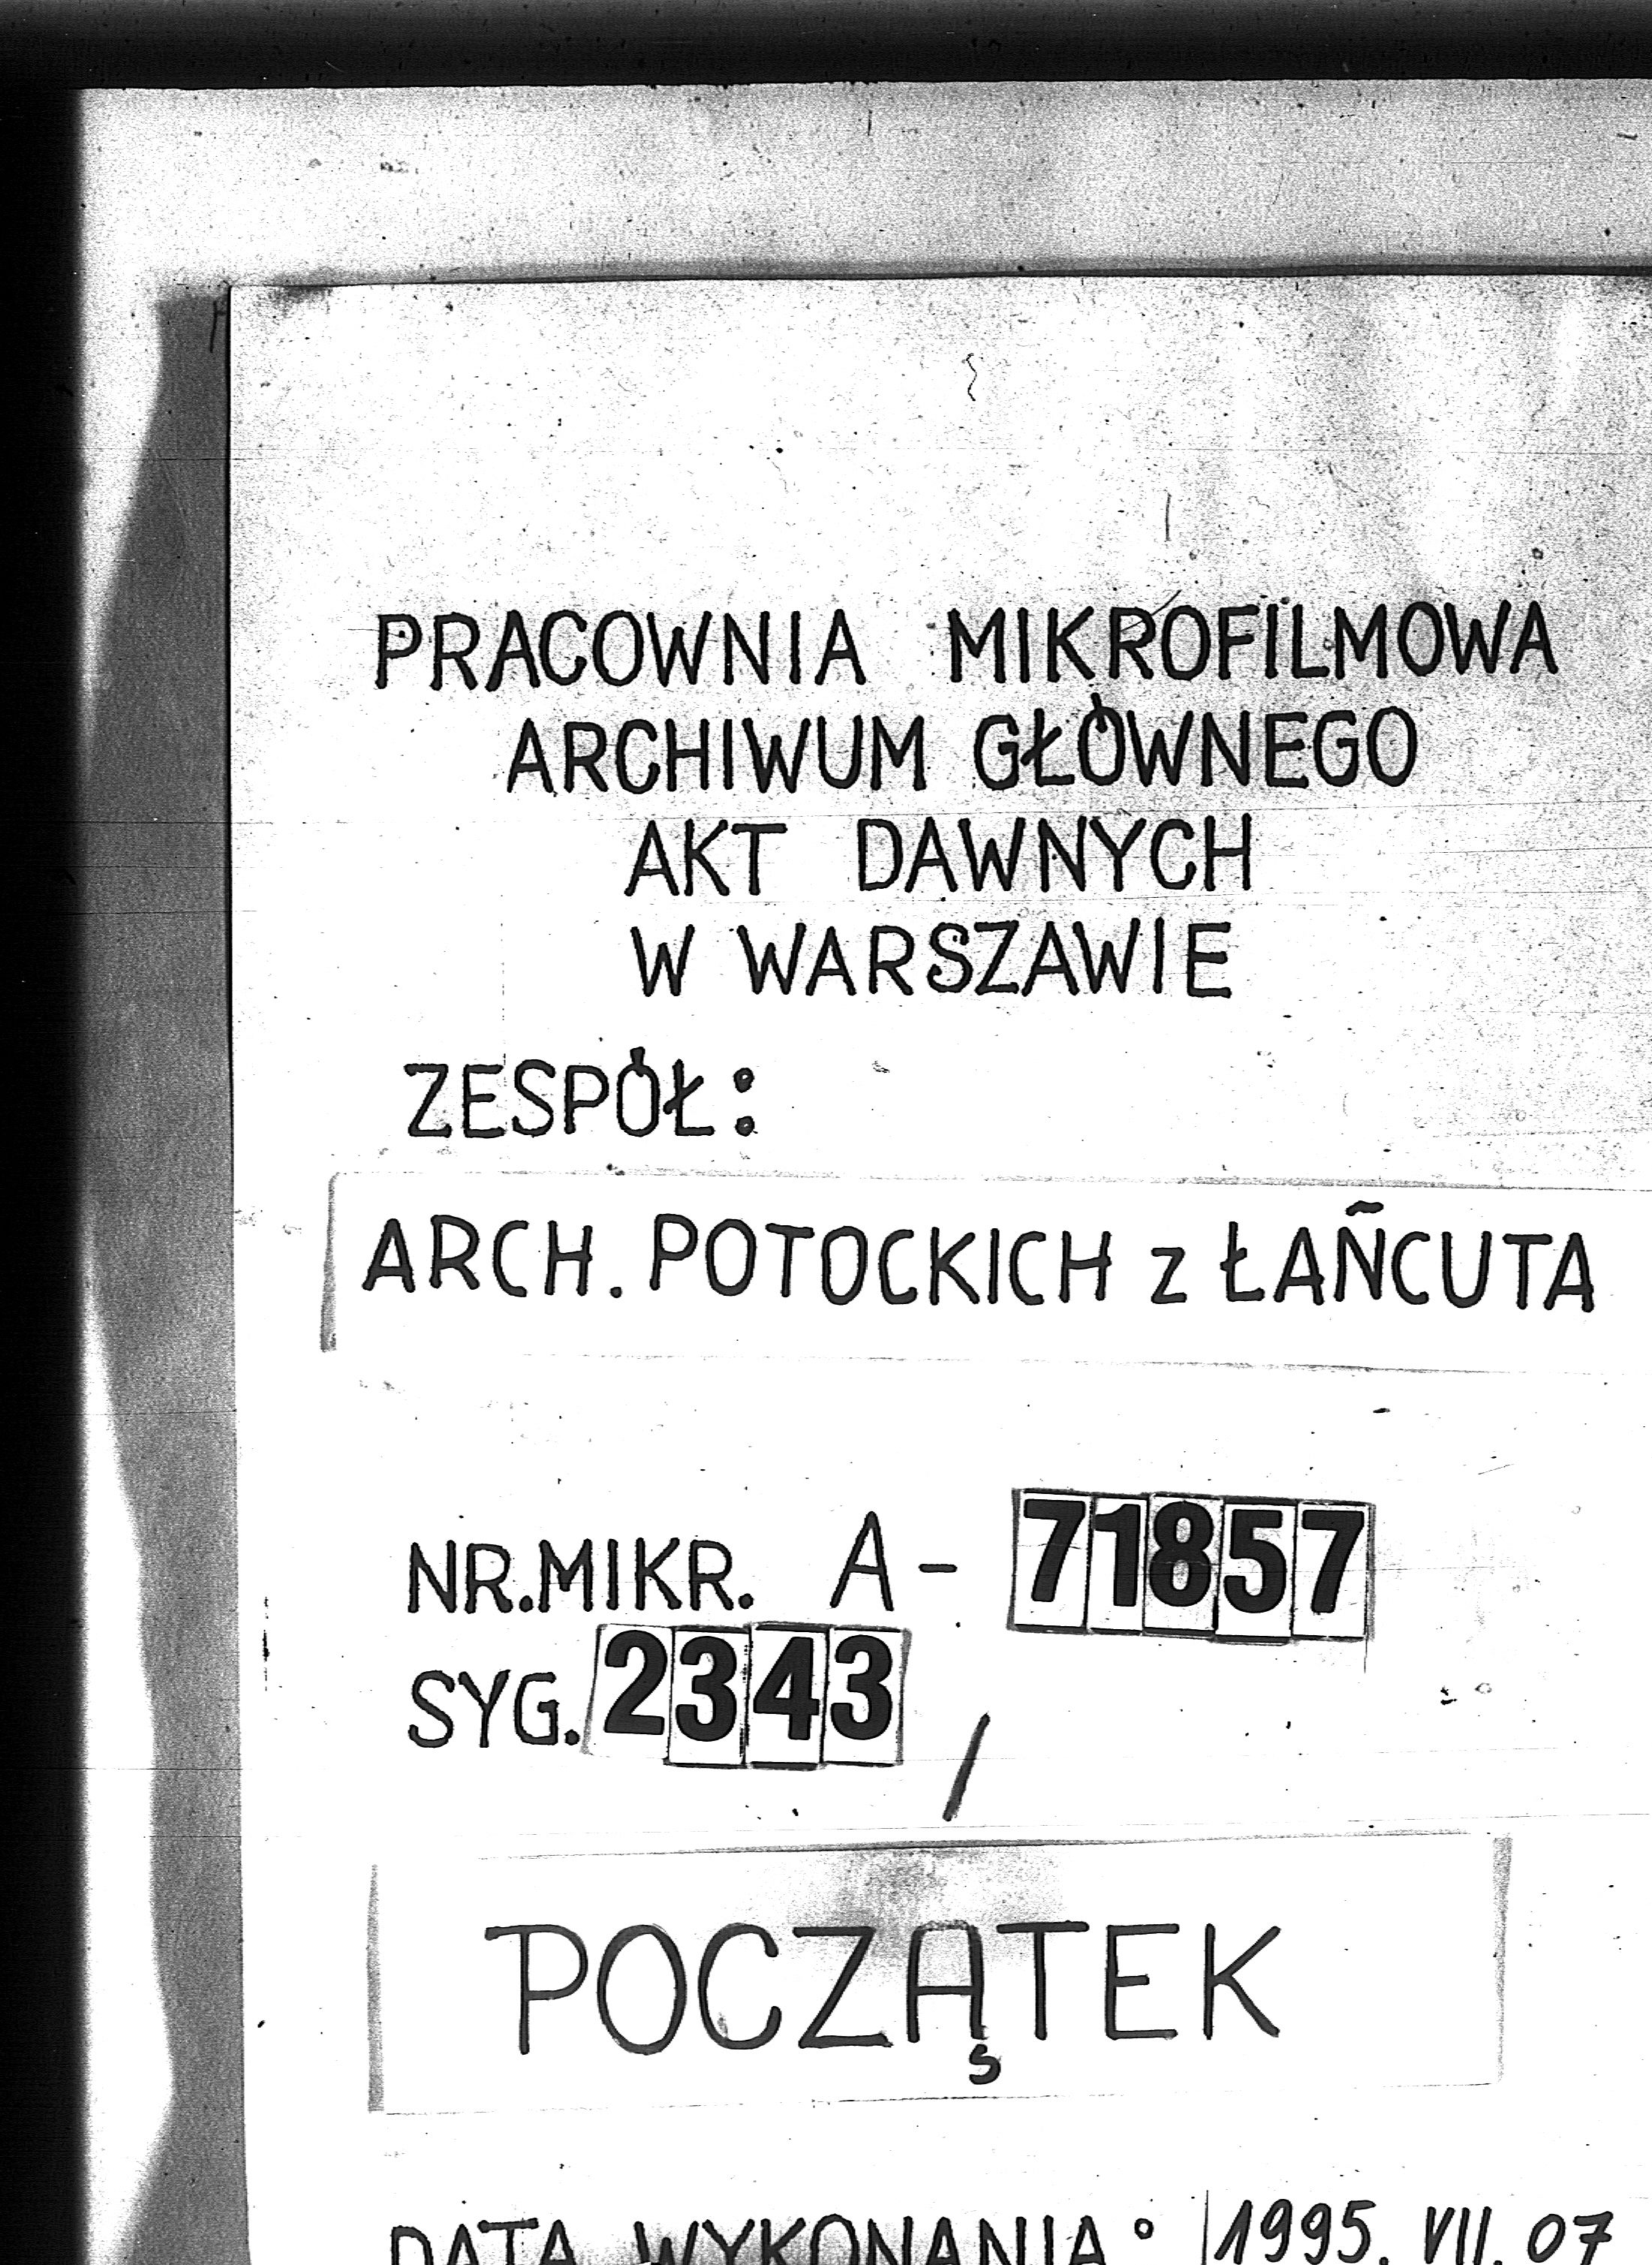 PRACOWNIA MIKROFILMOWA
ARCHIWUM GŁÓWNEGO
AKT DAWNYCH
W WARSZAWIE
ZESPÓŁ:
ARCH. POTOCKICH z ŁAŃCUTA
NR.MIKR. A- 71857
SYG. 2343 /
POCZĄTEK
DATA WYKONANIA: 1995. VII. 07